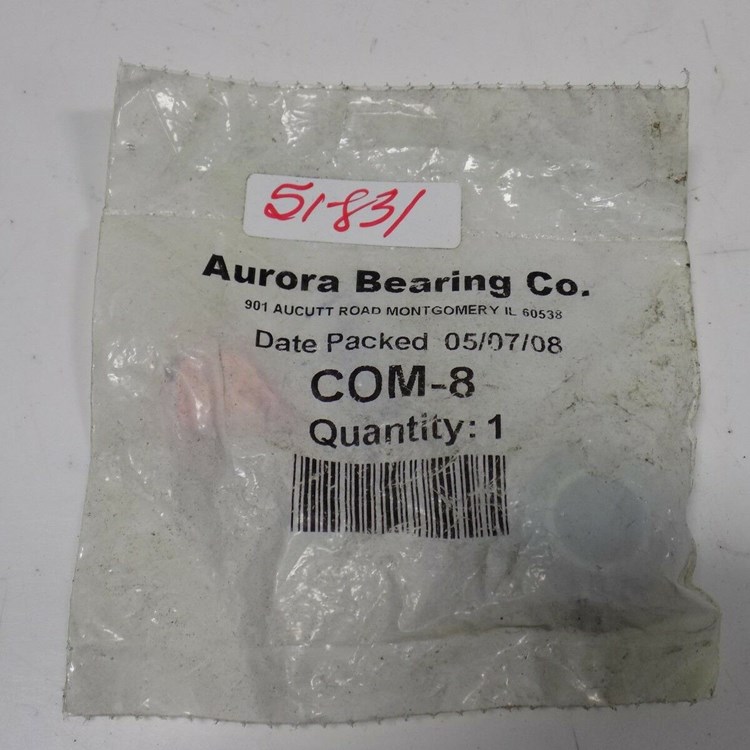 51831
Aurora Bearing Co.
901 AUCUTT ROAD MONTGOMERY IL 60538
Date Packed 05/07/08
COM-8
Quantity: 1